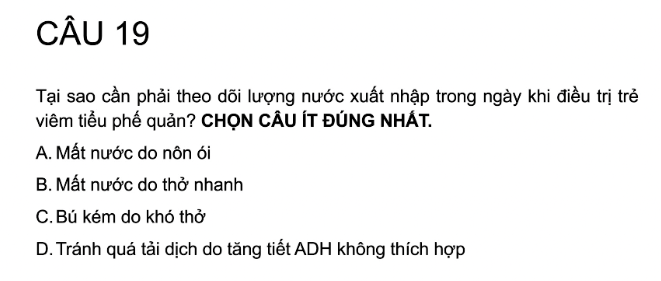 CÂU 19
Tại sao cần phải theo dõi lượng nước xuất nhập trong ngày khi điều trị trẻ
viêm tiểu phế quản? CHỌN CÂU ÍT ĐÚNG NHẤT.
A. Mất nước do nôn ói
B. Mất nước do thở nhanh
C. Bú kém do khó thở
D. Tránh quá tải dịch do tăng tiết ADH không thích hợp